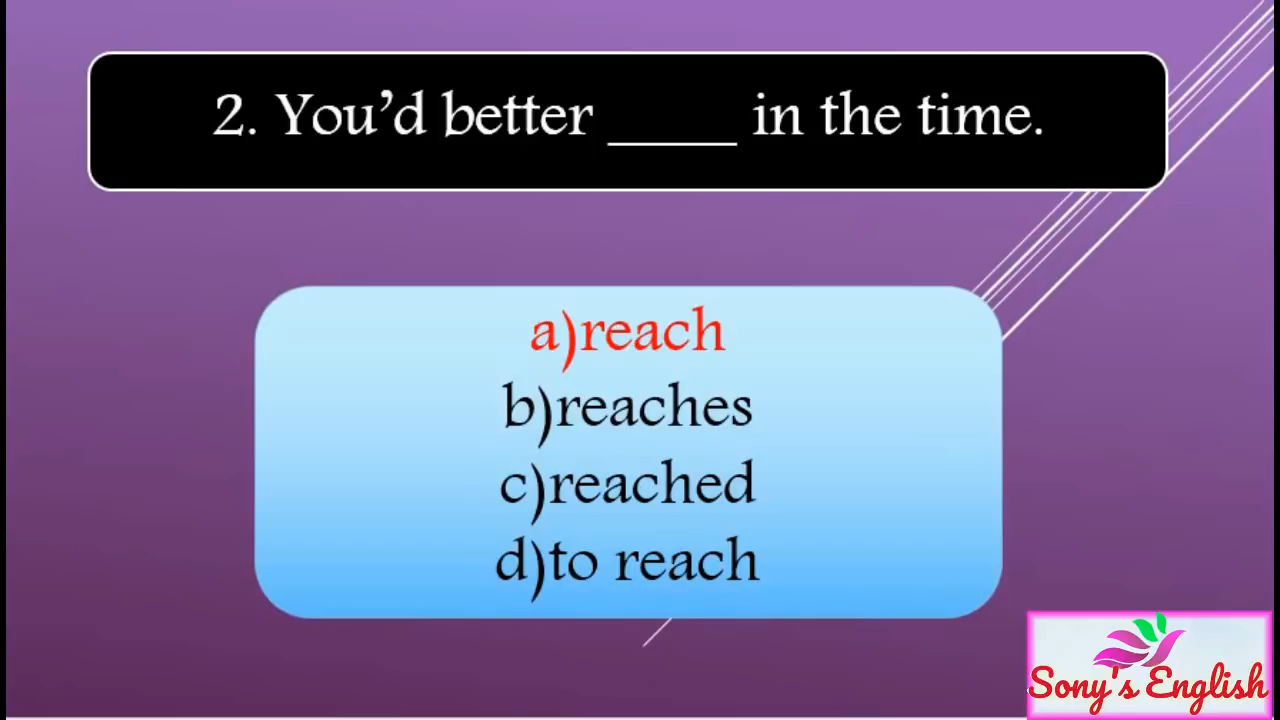 2. You’d better _____ in the time.
a)reach
b)reaches
c)reached
d)to reach
Sony's English